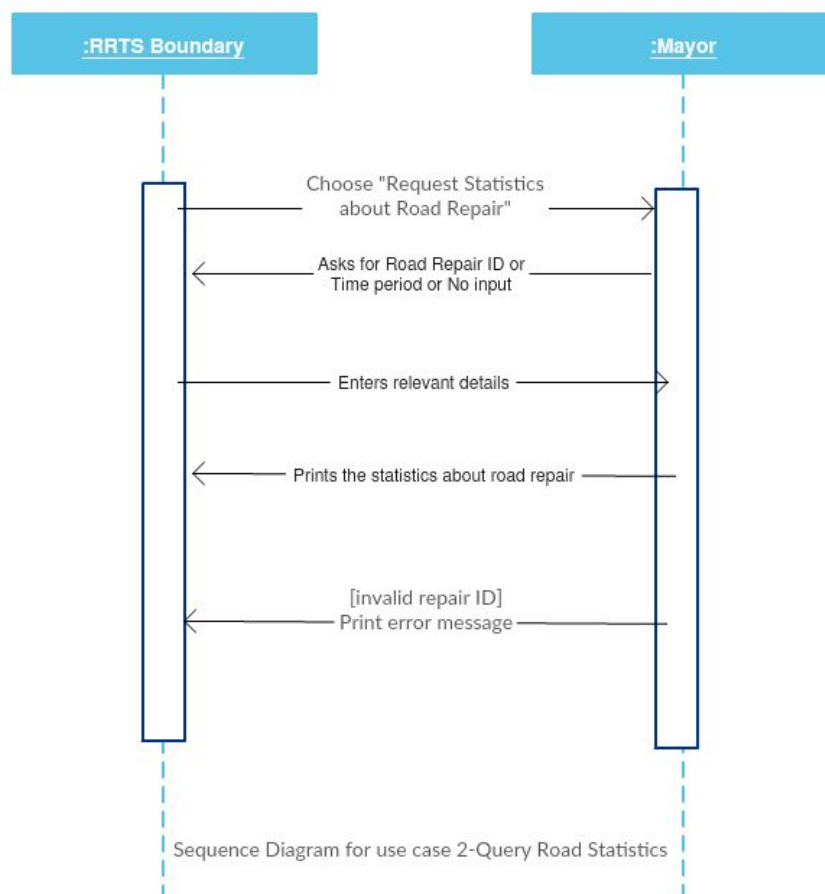 :RRTS Boundary
:Mayor
Choose "Request Statistics
about Road Repair"
Asks for Road Repair ID or
Time period or No input
Enters relevant details
Prints the statistics about road repair
[invalid repair ID]
Print error message
Sequence Diagram for use case 2-Query Road Statistics